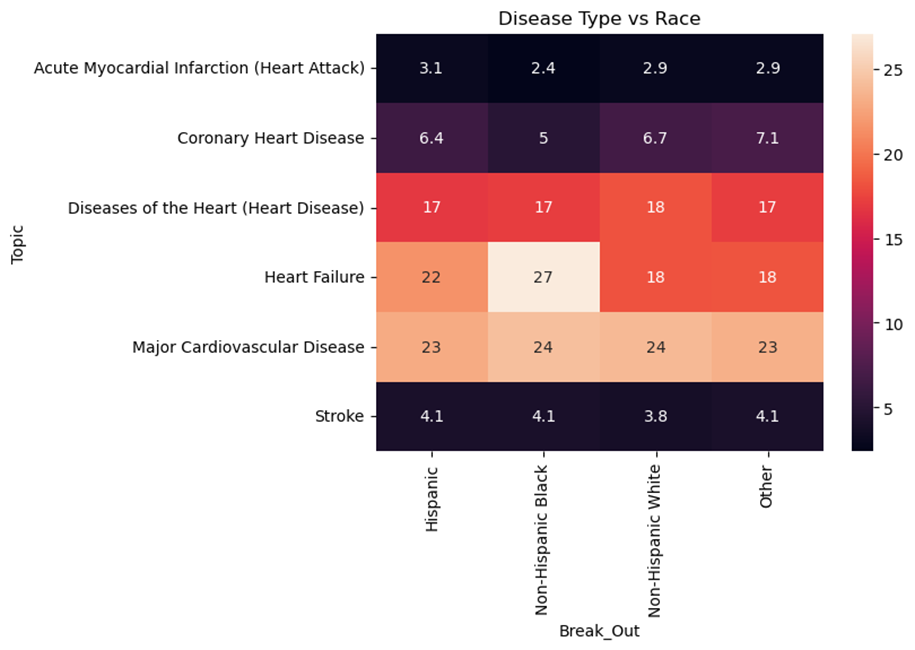 Disease Type vs Race
Topic
Acute Myocardial Infarction (Heart Attack) 3.1 2.4 2.9 2.9
Coronary Heart Disease 6.4 5 6.7 7.1
Diseases of the Heart (Heart Disease) 17 17 18 17
Heart Failure 22 27 18 18
Major Cardiovascular Disease 23 24 24 23
Stroke 4.1 4.1 3.8 4.1
Hispanic
Non-Hispanic Black
Non-Hispanic White
Other
Break_Out
25
20
15
10
5